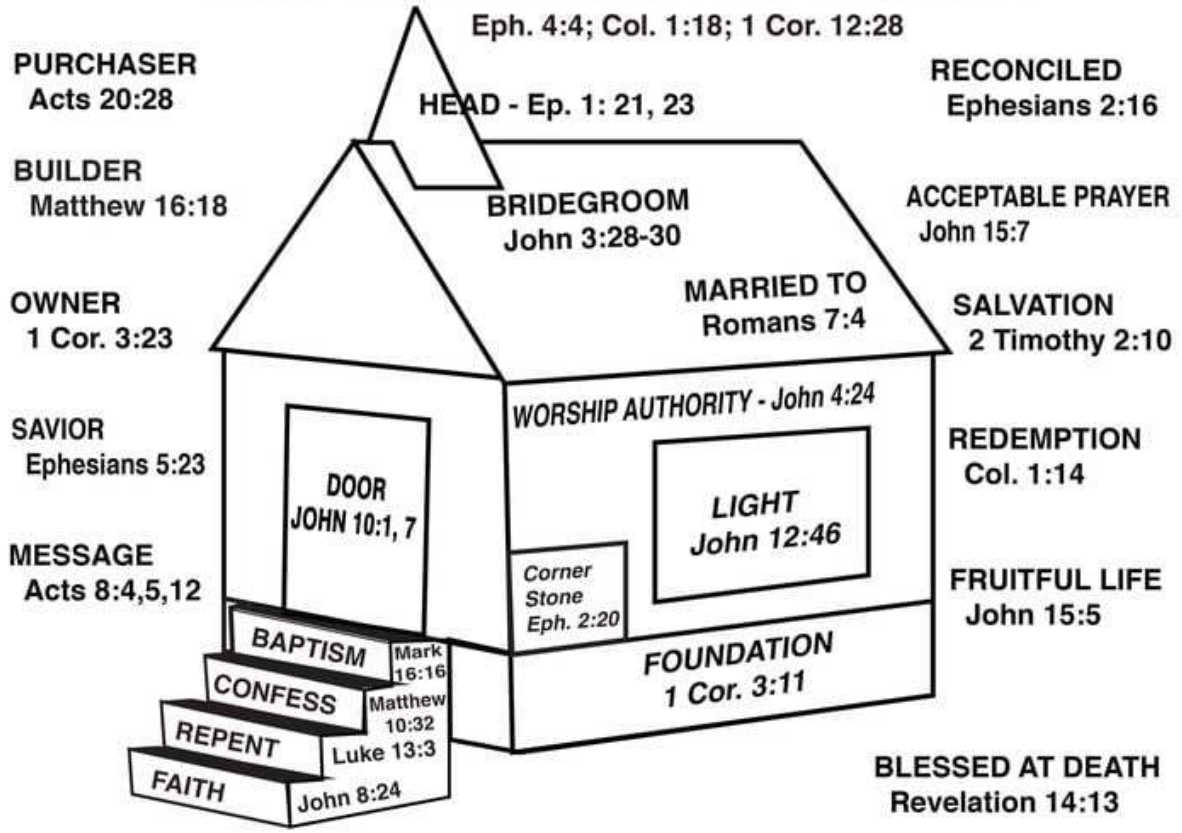 Eph. 4:4; Col. 1:18; 1 Cor. 12:28
PURCHASER
Acts 20:28
HEAD - Ep. 1: 21, 23
RECONCILED
Ephesians 2:16
BUILDER
Matthew 16:18
BRIDEGROOM
John 3:28-30
ACCEPTABLE PRAYER
John 15:7
OWNER
1 Cor. 3:23
MARRIED TO
Romans 7:4
SALVATION
2 Timothy 2:10
WORSHIP AUTHORITY - John 4:24
SAVIOR
Ephesians 5:23
DOOR
JOHN 10:1, 7
LIGHT
John 12:46
REDEMPTION
Col. 1:14
MESSAGE
Acts 8:4,5,12
Corner
Stone
Eph. 2:20
FRUITFUL LIFE
John 15:5
FOUNDATION
1 Cor. 3:11
BAPTISM
Mark
16:16
CONFESS
Matthew
10:32
REPENT
Luke 13:3
FAITH
John 8:24
BLESSED AT DEATH
Revelation 14:13